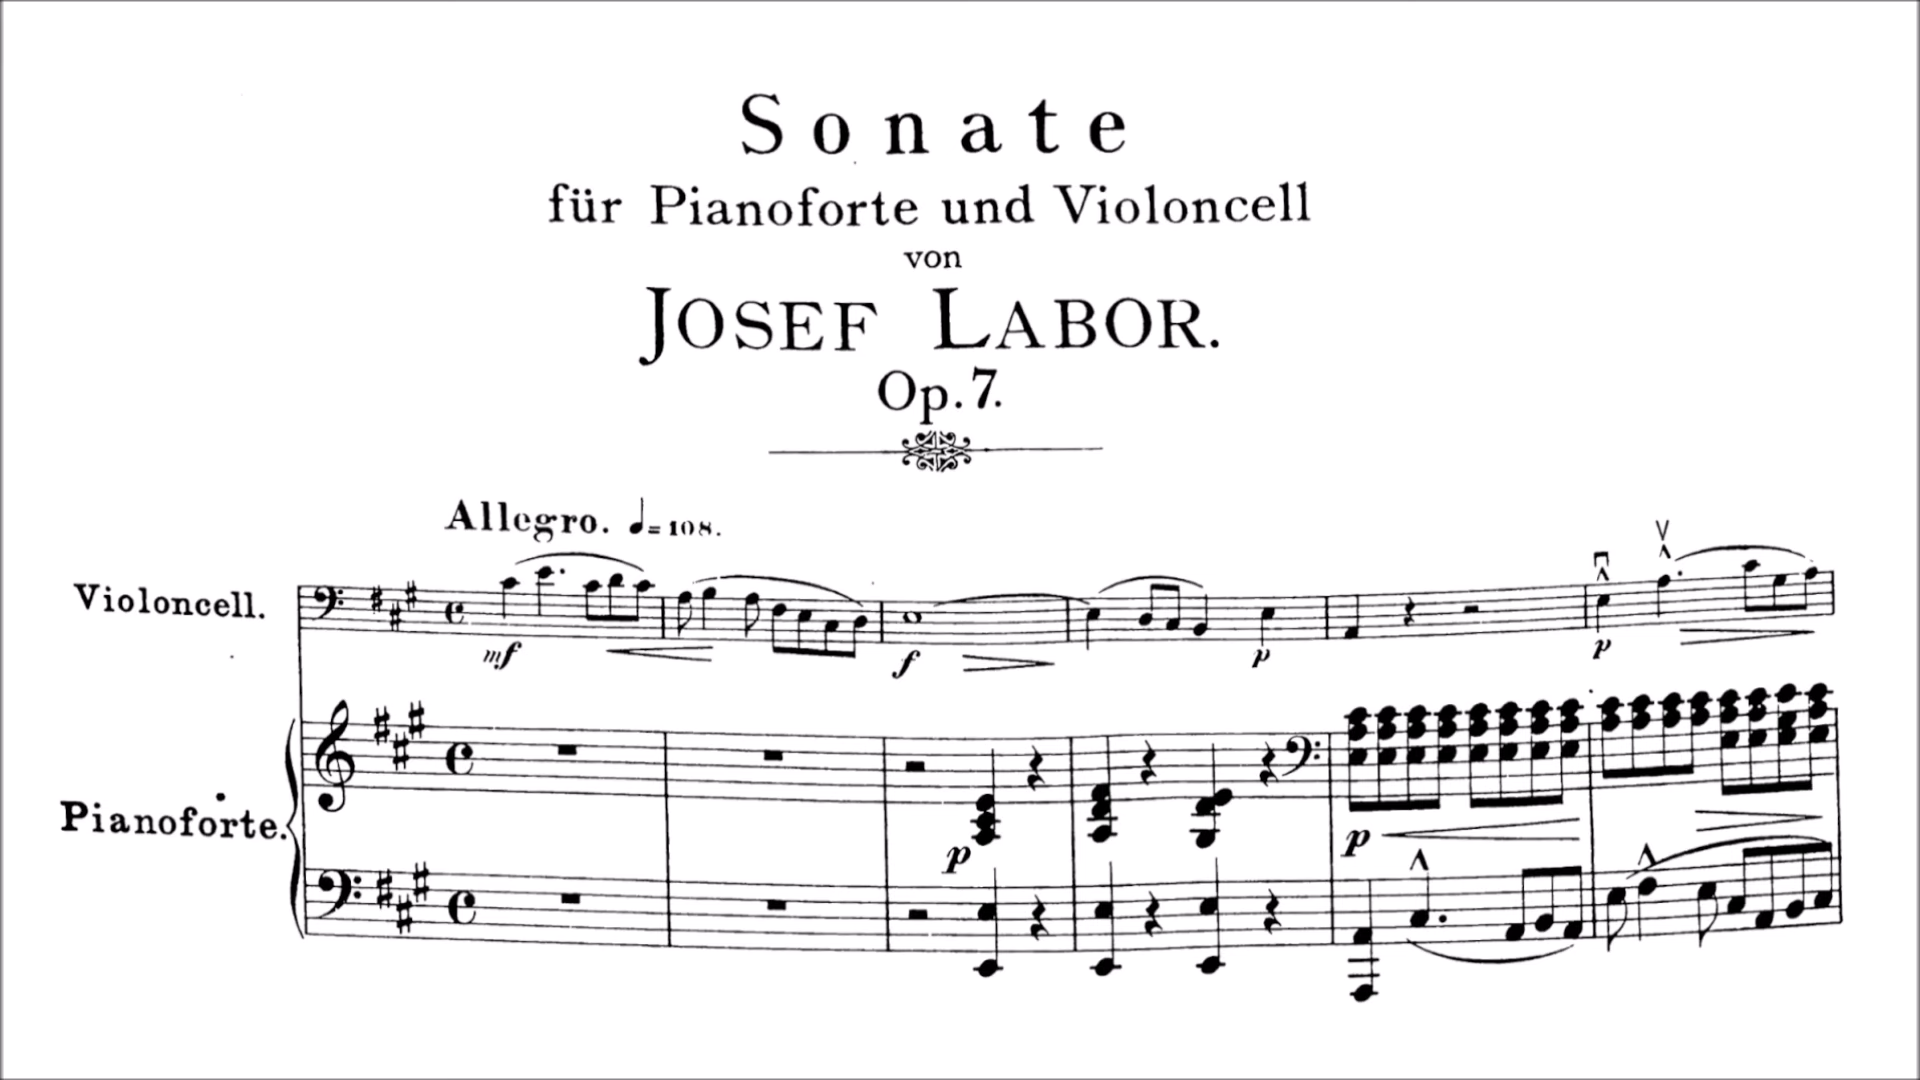 Sonate
für Pianoforte und Violoncell
von
JOSEF LABOR.
Op. 7.
Allegro. ♩= 108.
Violoncell.
mf
f
p
p
Pianoforte.
p
p